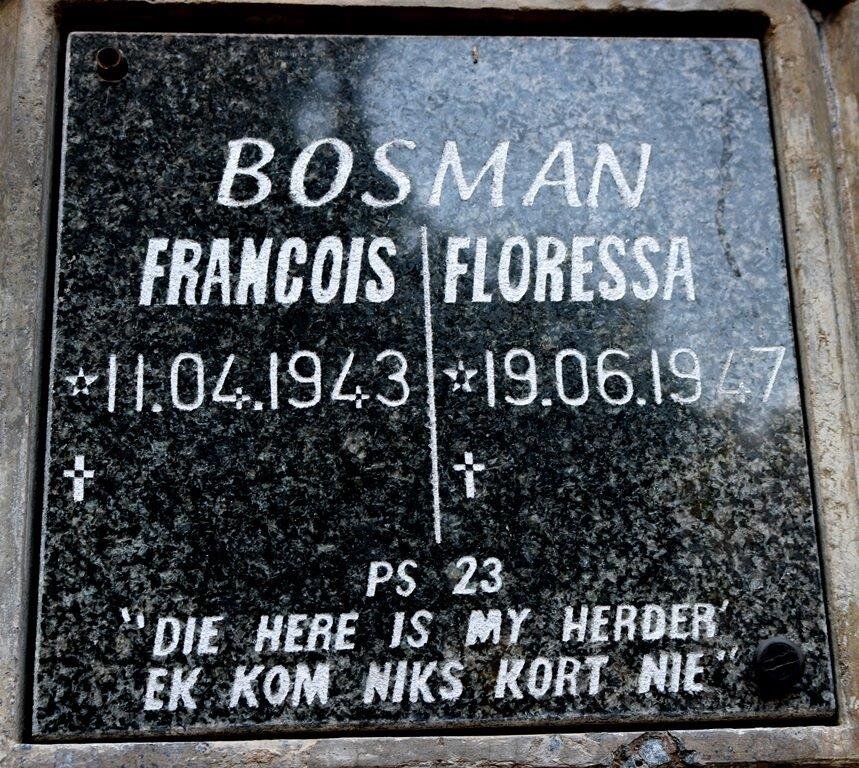 BOSMAN
FRANCOIS FLORESSA
☆11.04.1943 ☆19.06.1947
✝ ✝
PS 23
"DIE HERE IS MY HERDER'
EK KOM NIKS KORT NIE"